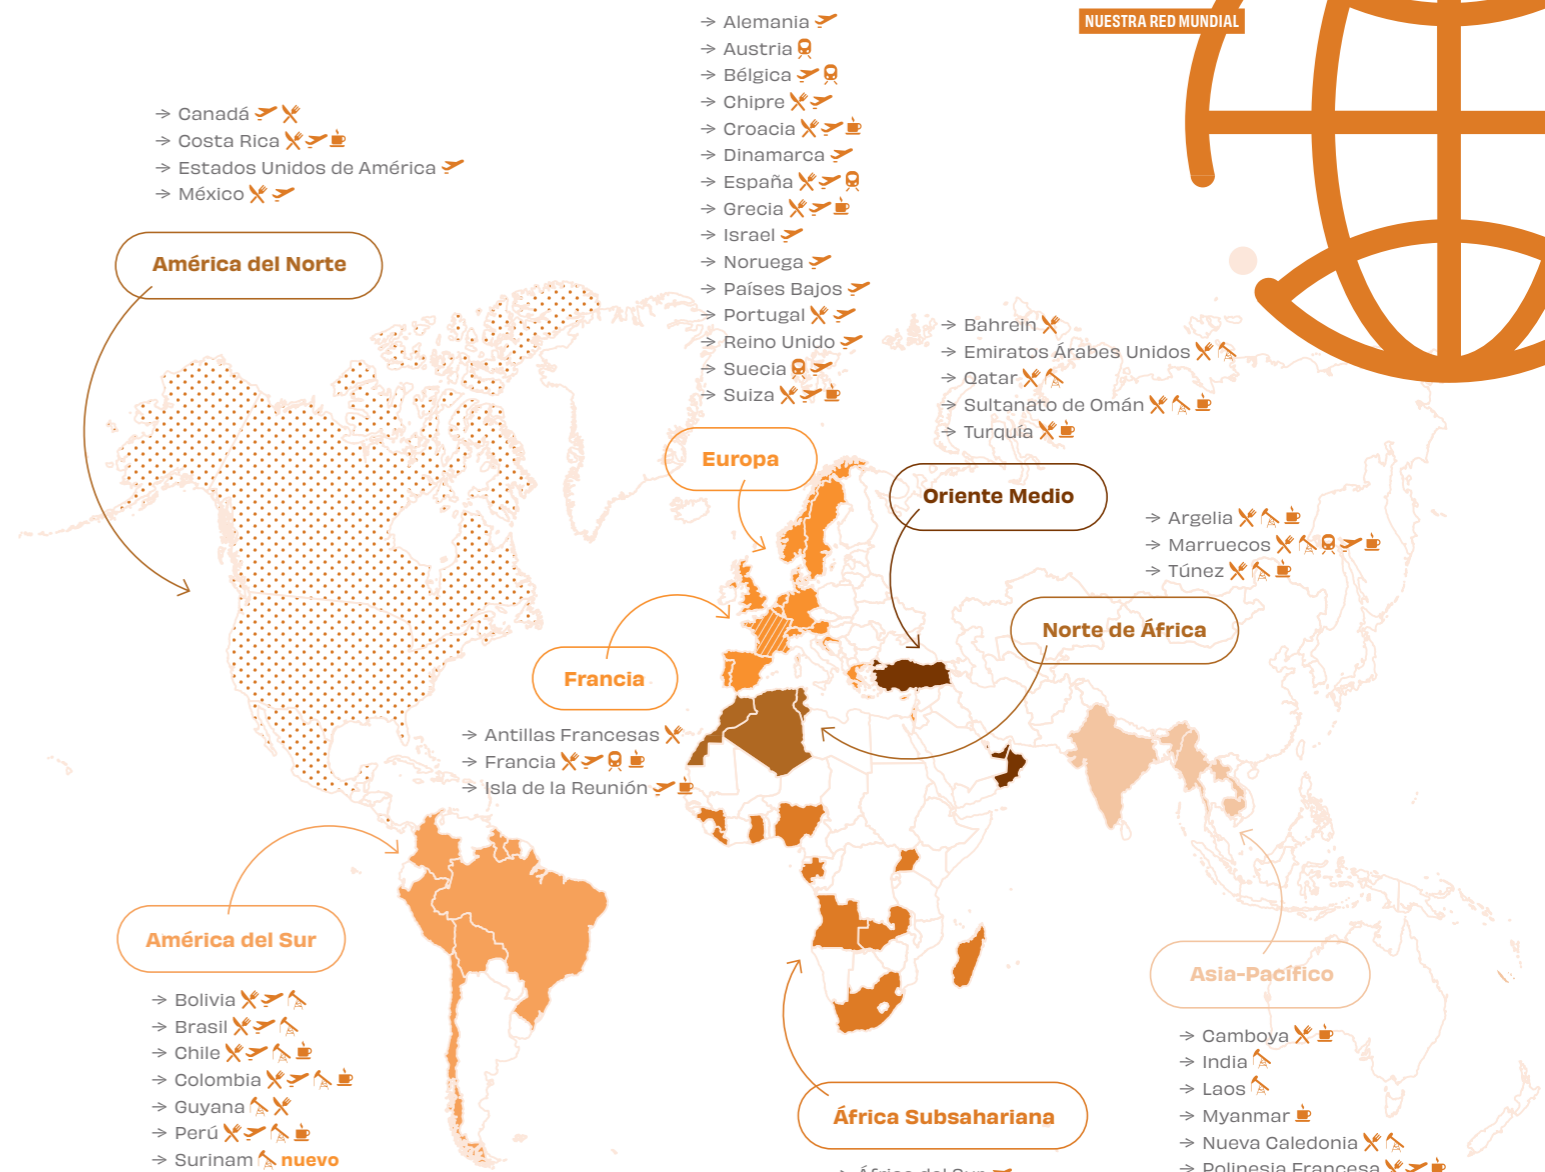 NUESTRA RED MUNDIAL
→ Canadá
→ Costa Rica
→ Estados Unidos de América
→ México
América del Norte
→ Alemania
→ Austria
→ Bélgica
→ Chipre
→ Croacia
→ Dinamarca
→ España
→ Grecia
→ Israel
→ Noruega
→ Países Bajos
→ Portugal
→ Reino Unido
→ Suecia
→ Suiza
Europa
→ Bahrein
→ Emiratos Árabes Unidos
→ Qatar
→ Sultanato de Omán
→ Turquía
Oriente Medio
→ Argelia
→ Marruecos
→ Túnez
Norte de África
Francia
→ Antillas Francesas
→ Francia
→ Isla de la Reunión
América del Sur
→ Bolivia
→ Brasil
→ Chile
→ Colombia
→ Guyana
→ Perú
→ Surinam nuevo
África Subsahariana
→ África del Sur
Asia-Pacífico
→ Camboya
→ India
→ Laos
→ Myanmar
→ Nueva Caledonia
→ Polinesia Francesa